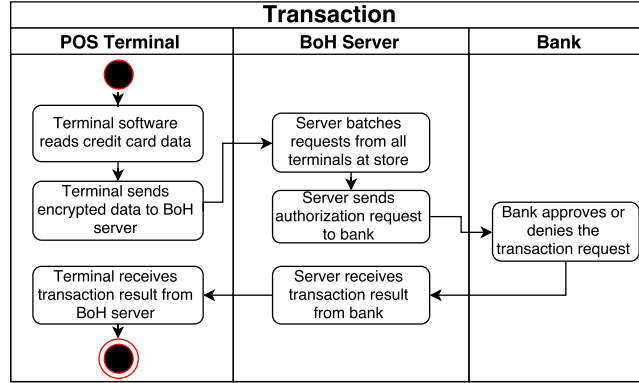 Transaction
POS Terminal
BoH Server
Bank
Terminal software
reads credit card data
Terminal sends
encrypted data to BoH
server
Server batches
requests from all
terminals at store
Server sends
authorization request
to bank
Bank approves or
denies the
transaction request
Server receives
transaction result
from bank
Terminal receives
transaction result from
BoH server